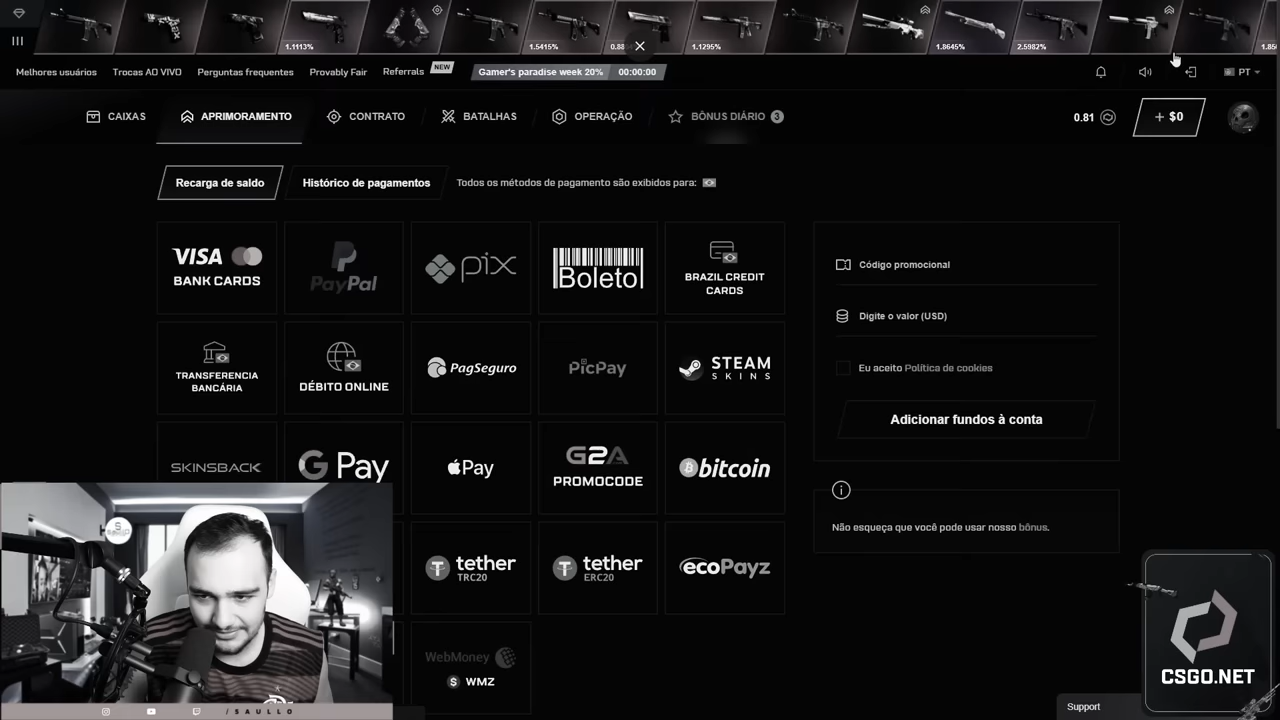 1.1113%
1.5415%
0.88
1.1295%
1.8645%
2.5982%
1.85
Melhores usuários
Trocas AO VIVO
Perguntas frequentes
Provably Fair
Referrals
NEW
Gamer's paradise week 20%
00:00:00
PT
CAIXAS
APRIMORAMENTO
CONTRATO
BATALHAS
OPERAÇÃO
BÔNUS DIÁRIO 3
0.81
+ $0
Recarga de saldo
Histórico de pagamentos
Todos os métodos de pagamento são exibidos para:
VISA
BANK CARDS
PayPal
pix
Boleto
BRAZIL CREDIT
CARDS
Código promocional
Digite o valor (USD)
TRANSFERENCIA
BANCÁRIA
DÉBITO ONLINE
PagSeguro
PicPay
STEAM
SKINS
Eu aceito Política de cookies
Adicionar fundos à conta
SKINSBACK
G Pay
Pay
G2A
PROMOCODE
bitcoin
Não esqueça que você pode usar nosso bônus.
tether
TRC20
tether
ERC20
ecoPayz
WebMoney
WMZ
CSGO.NET
Support
/ SAULLO